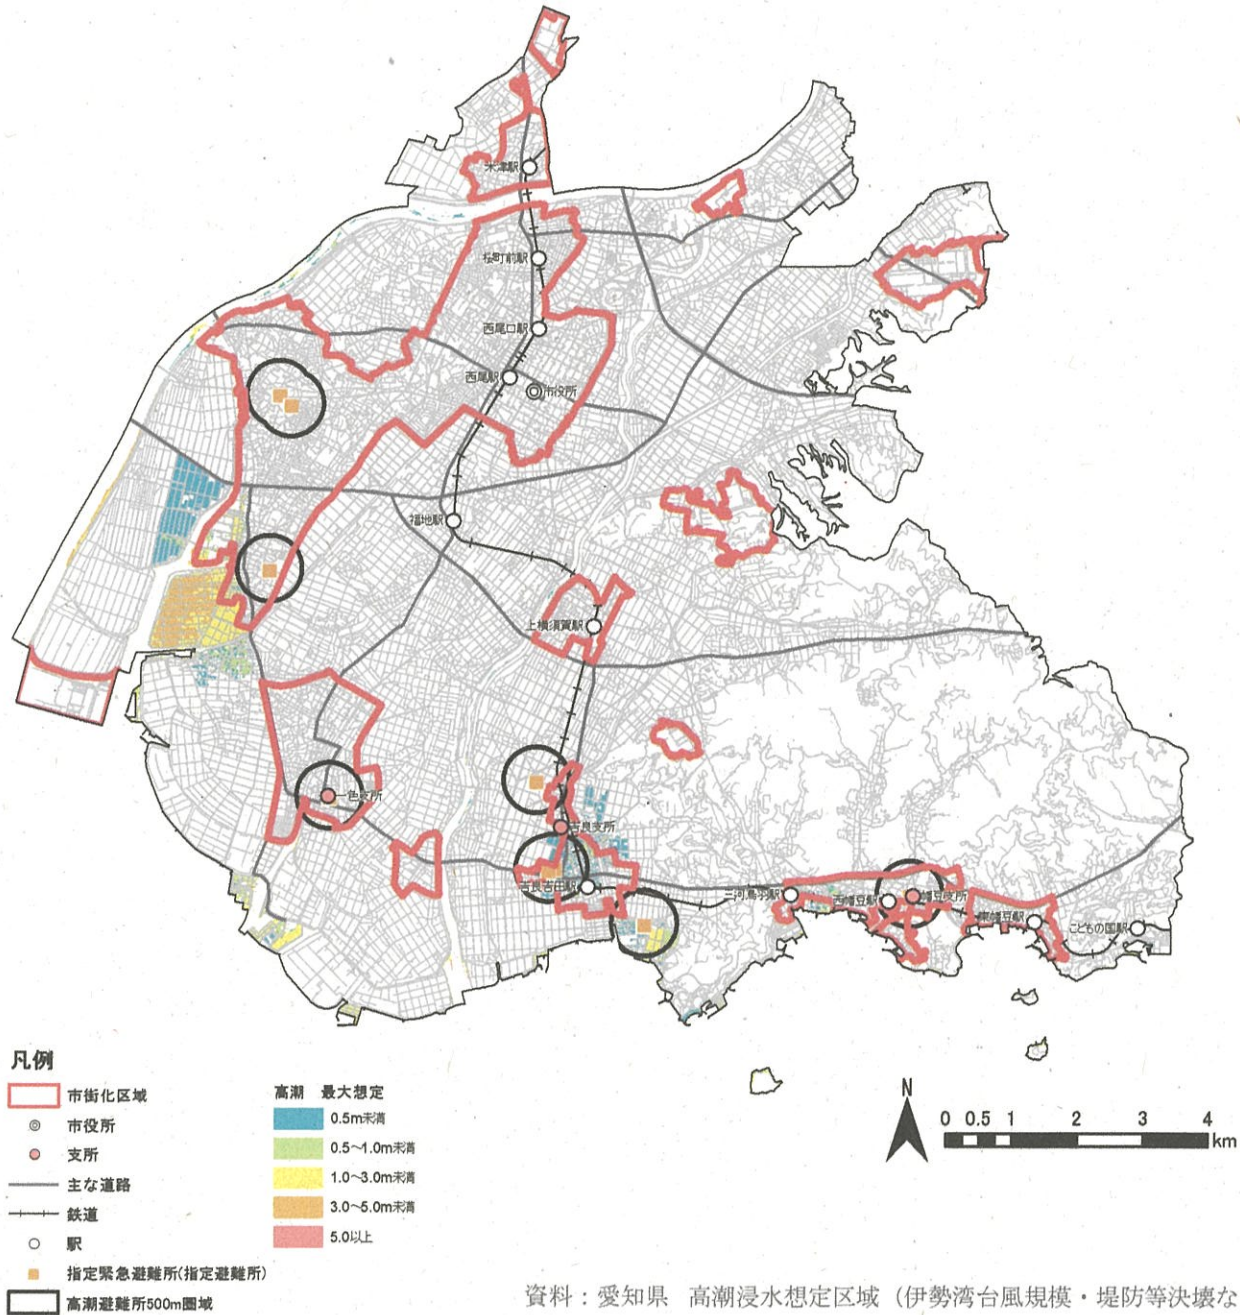 米津駅
桜町前駅
西尾口駅
西尾駅
市役所
福地駅
上横須賀駅
一色支所
吉良支所
吉良吉田駅
三河鳥羽駅
西幡豆駅
幡豆支所
東幡豆駅
こどもの国駅
凡例
市街化区域
市役所
支所
主な道路
鉄道
駅
指定緊急避難所(指定避難所)
高潮避難所500m圏域
高潮 最大想定
0.5m未満
0.5~1.0m未満
1.0~3.0m未満
3.0~5.0m未満
5.0以上
N
0 0.5 1 2 3 4
km
資料:愛知県 高潮浸水想定区域(伊勢湾台風規模・堤防等決壊な